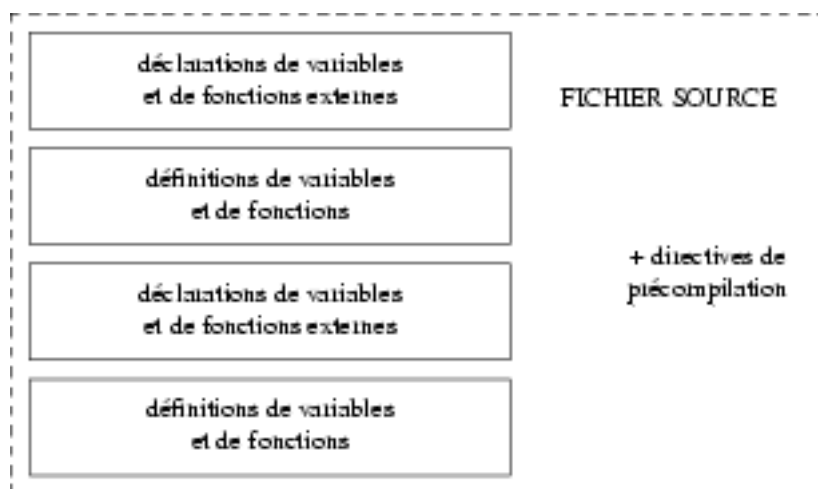 déclarations de variables
et de fonctions externes
FICHIER SOURCE
définitions de variables
et de fonctions
+ directives de
précompilation
déclarations de variables
et de fonctions externes
définitions de variables
et de fonctions